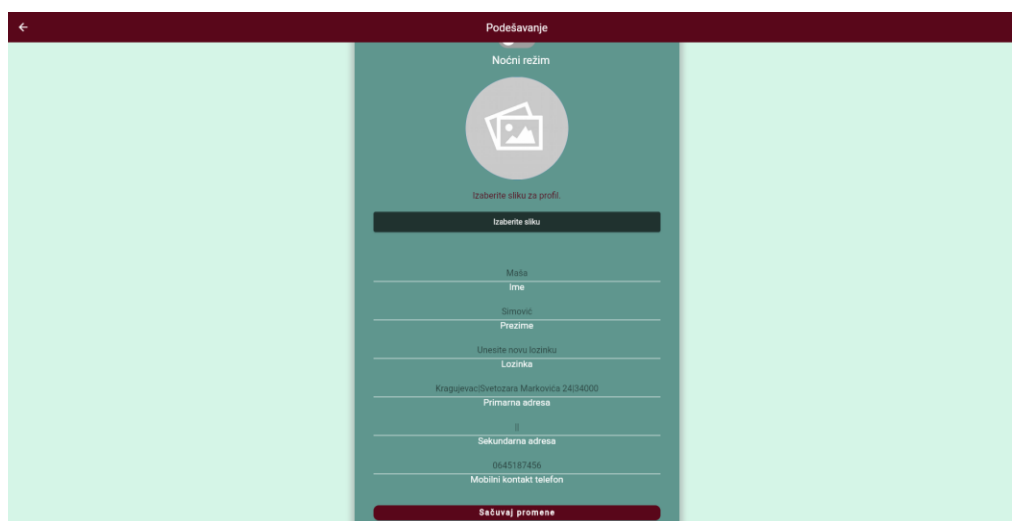 Podešavanje
Noćni režim
Izaberite sliku za profil.
Izaberite sliku
Maša
Ime
Simović
Prezime
Unesite novu lozinku
Lozinka
Kragujevac|Svetozara Markovića 24|34000
Primarna adresa
||
Sekundarna adresa
0645187456
Mobilni kontakt telefon
Sačuvaj promene